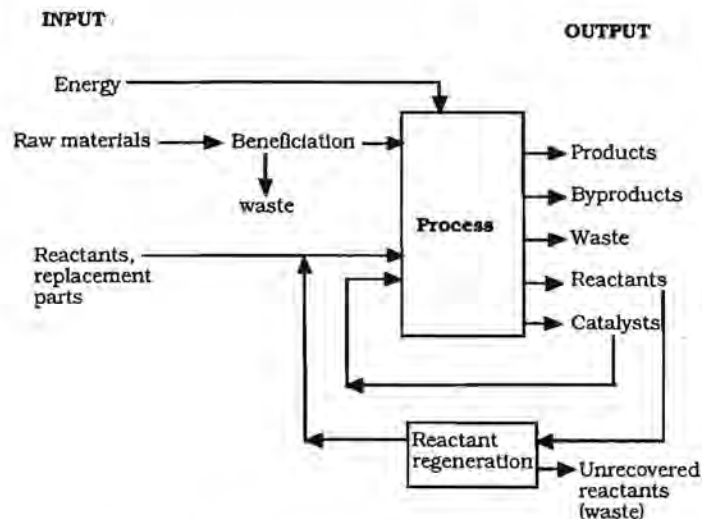 INPUT
OUTPUT
Energy
Raw materials
Beneficiation
waste
Process
Products
Byproducts
Waste
Reactants
Catalysts
Reactants,
replacement
parts
Reactant
regeneration
Unrecovered
reactants
(waste)